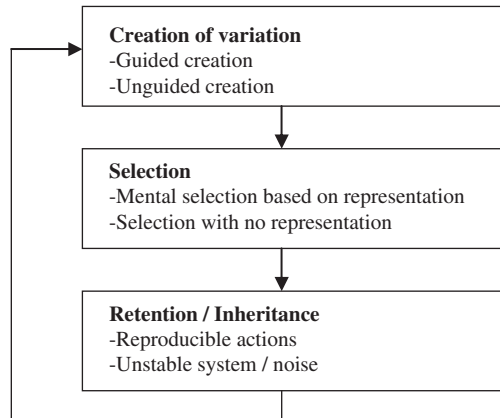 Creation of variation
-Guided creation
-Unguided creation
Selection
-Mental selection based on representation
-Selection with no representation
Retention / Inheritance
-Reproducible actions
-Unstable system / noise